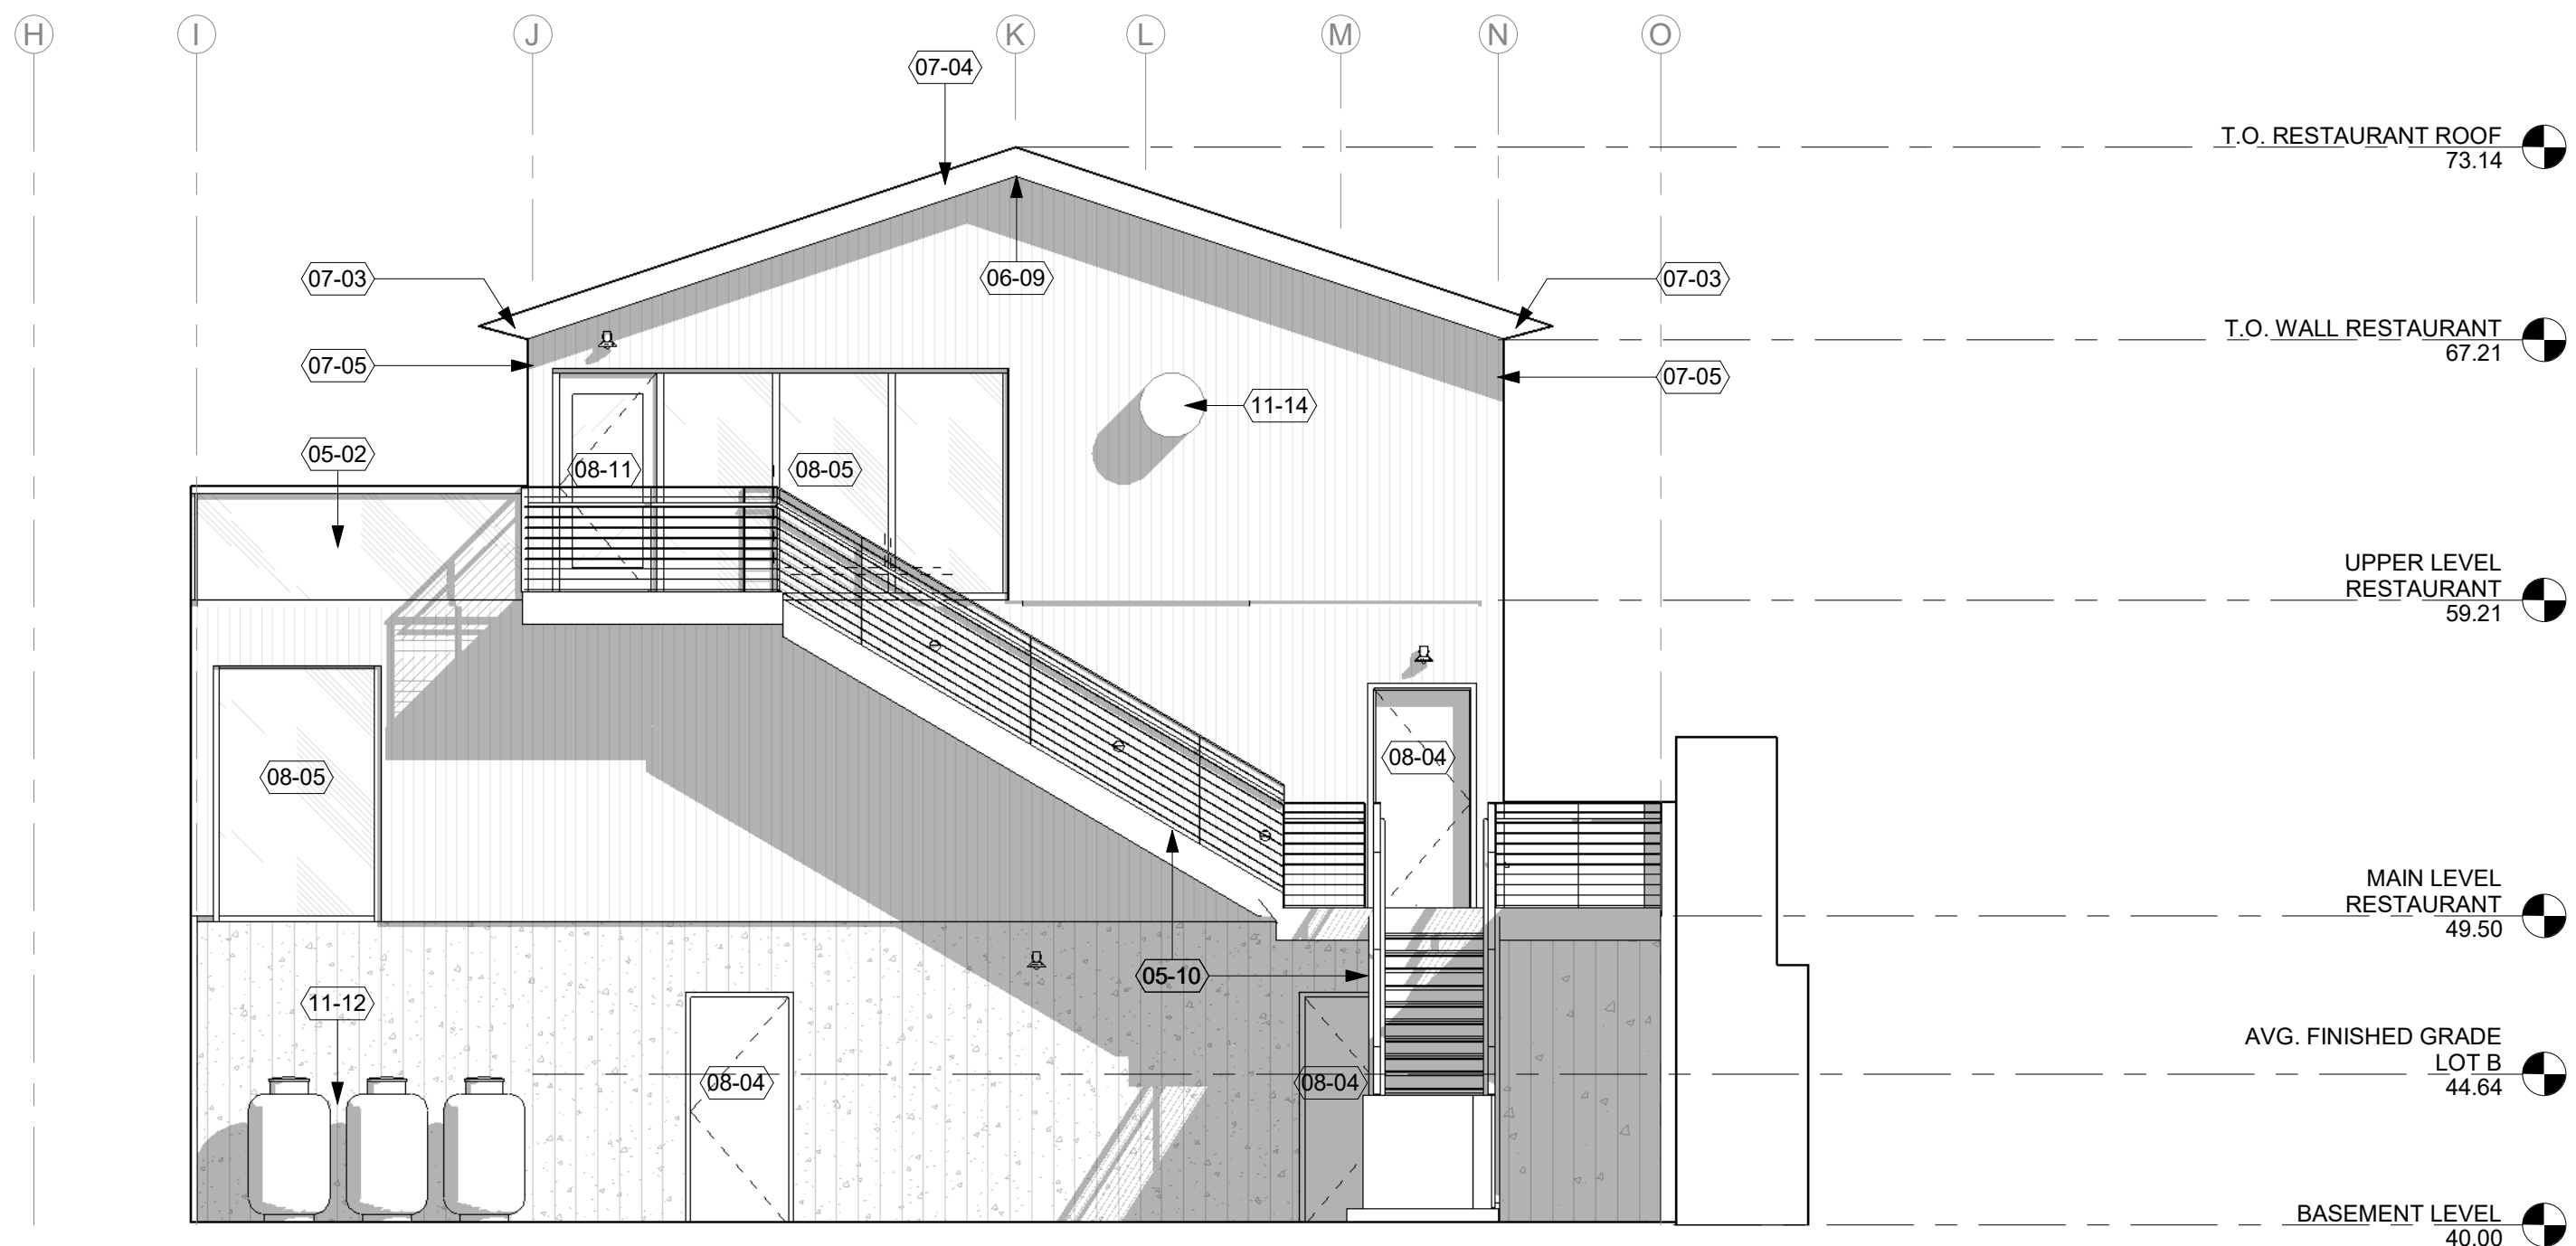 H I J K L M N O
07-04
T.O. RESTAURANT ROOF
73.14
07-03
06-09
07-03
T.O. WALL RESTAURANT
67.21
07-05
07-05
11-14
05-02
08-11
08-05
UPPER LEVEL
RESTAURANT
59.21
08-04
08-05
MAIN LEVEL
RESTAURANT
49.50
05-10
11-12
AVG. FINISHED GRADE
LOT B
44.64
08-04
08-04
BASEMENT LEVEL
40.00